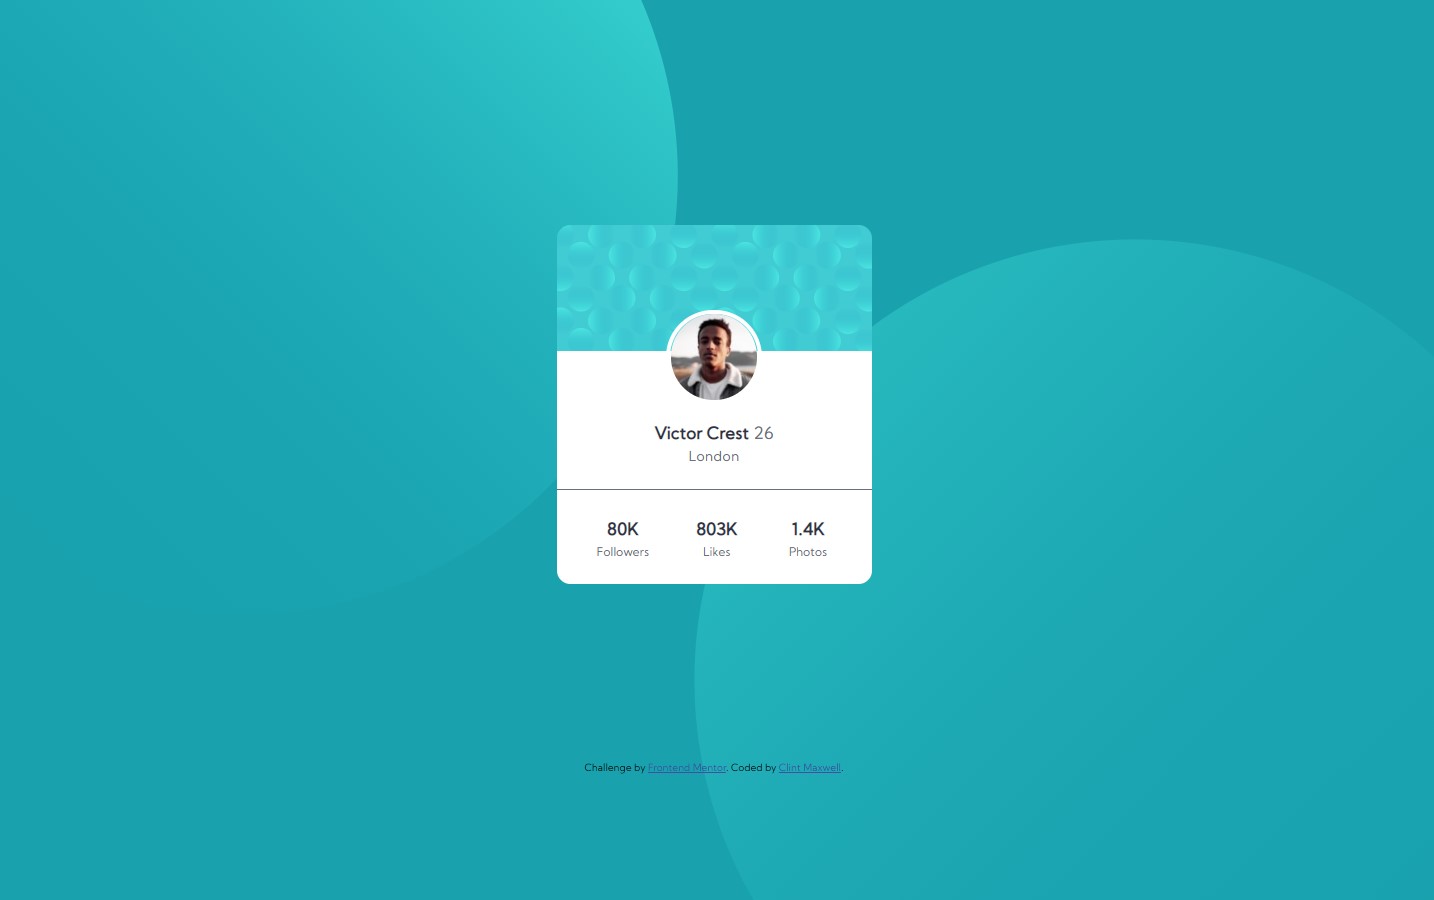 Victor Crest 26
London
80K 803K 1.4K
Followers Likes Photos
Challenge by Frontend Mentor. Coded by Clint Maxwell.